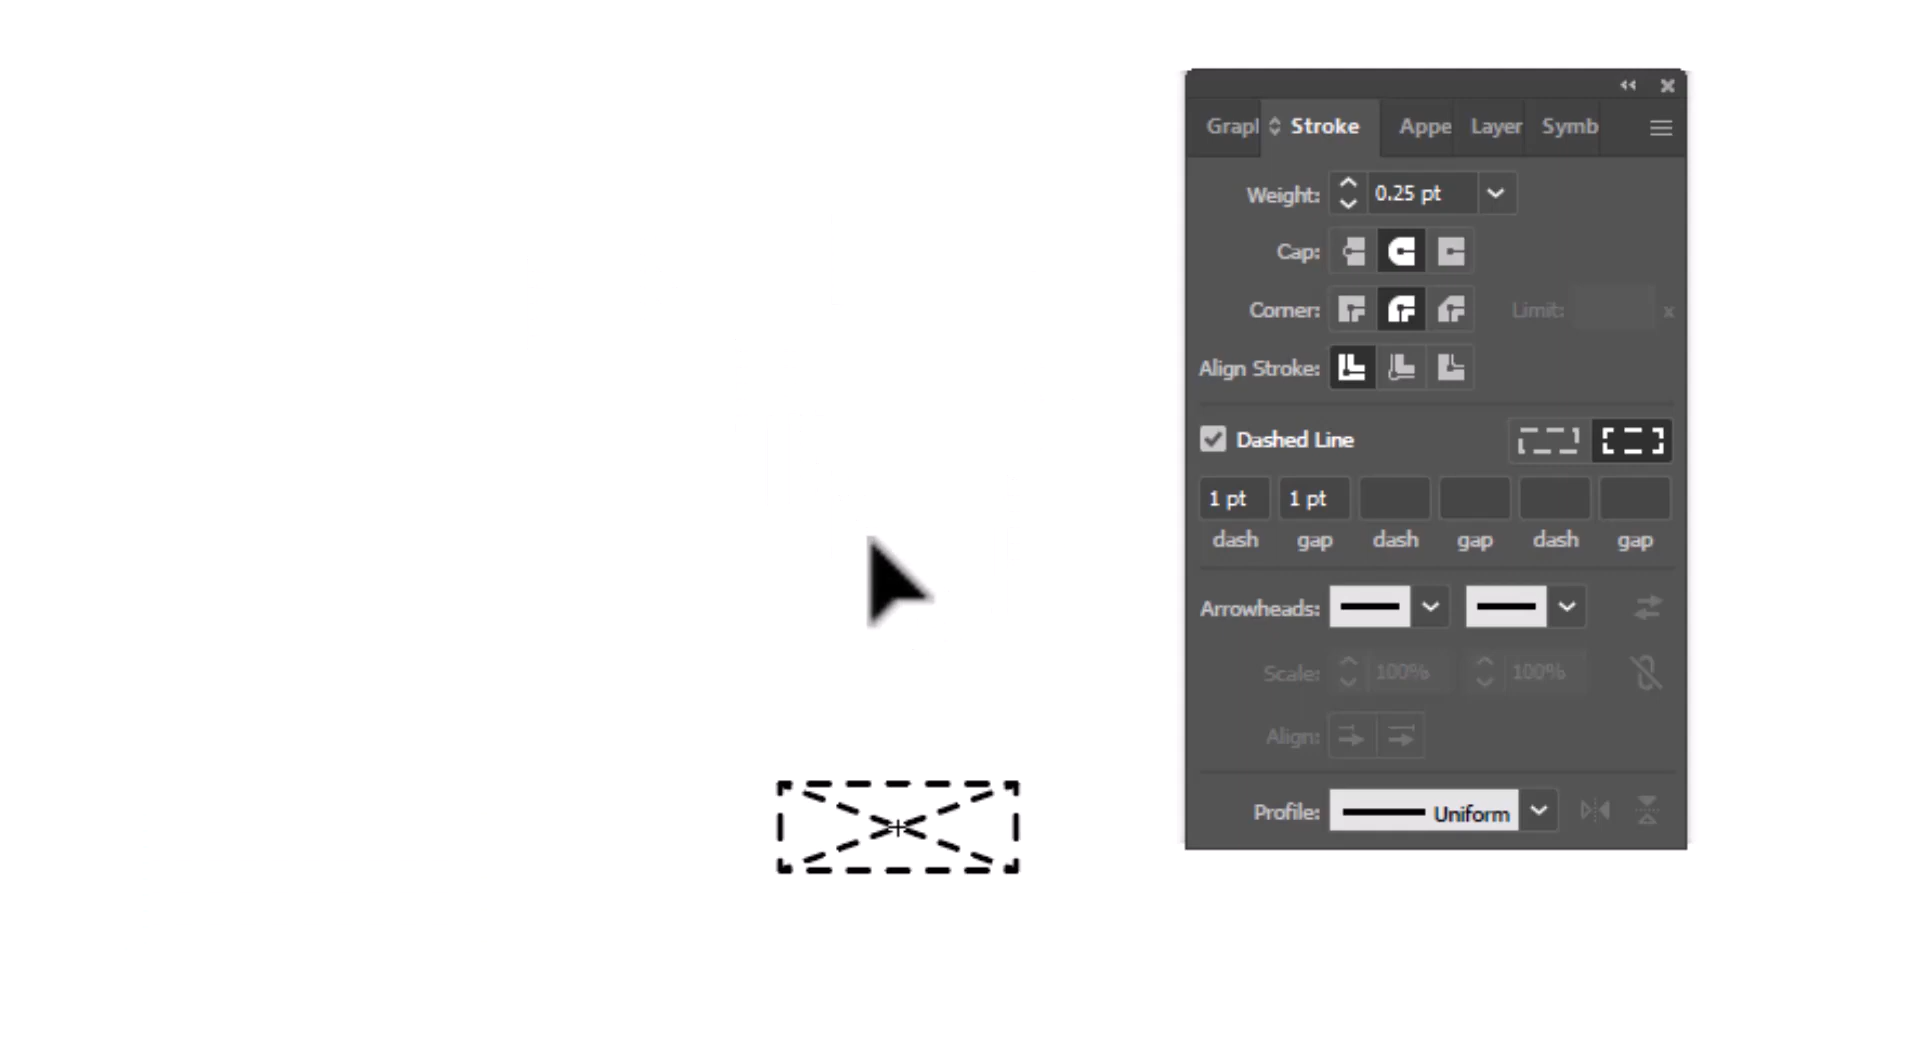 Grapl Stroke Appe Layer Symb
Weight: 0.25 pt
Cap:
Corner: Limit: x
Align Stroke:
Dashed Line
1 pt 1 pt
dash gap dash gap dash gap
Arrowheads:
Scale: 100% 100%
Align:
Profile: Uniform